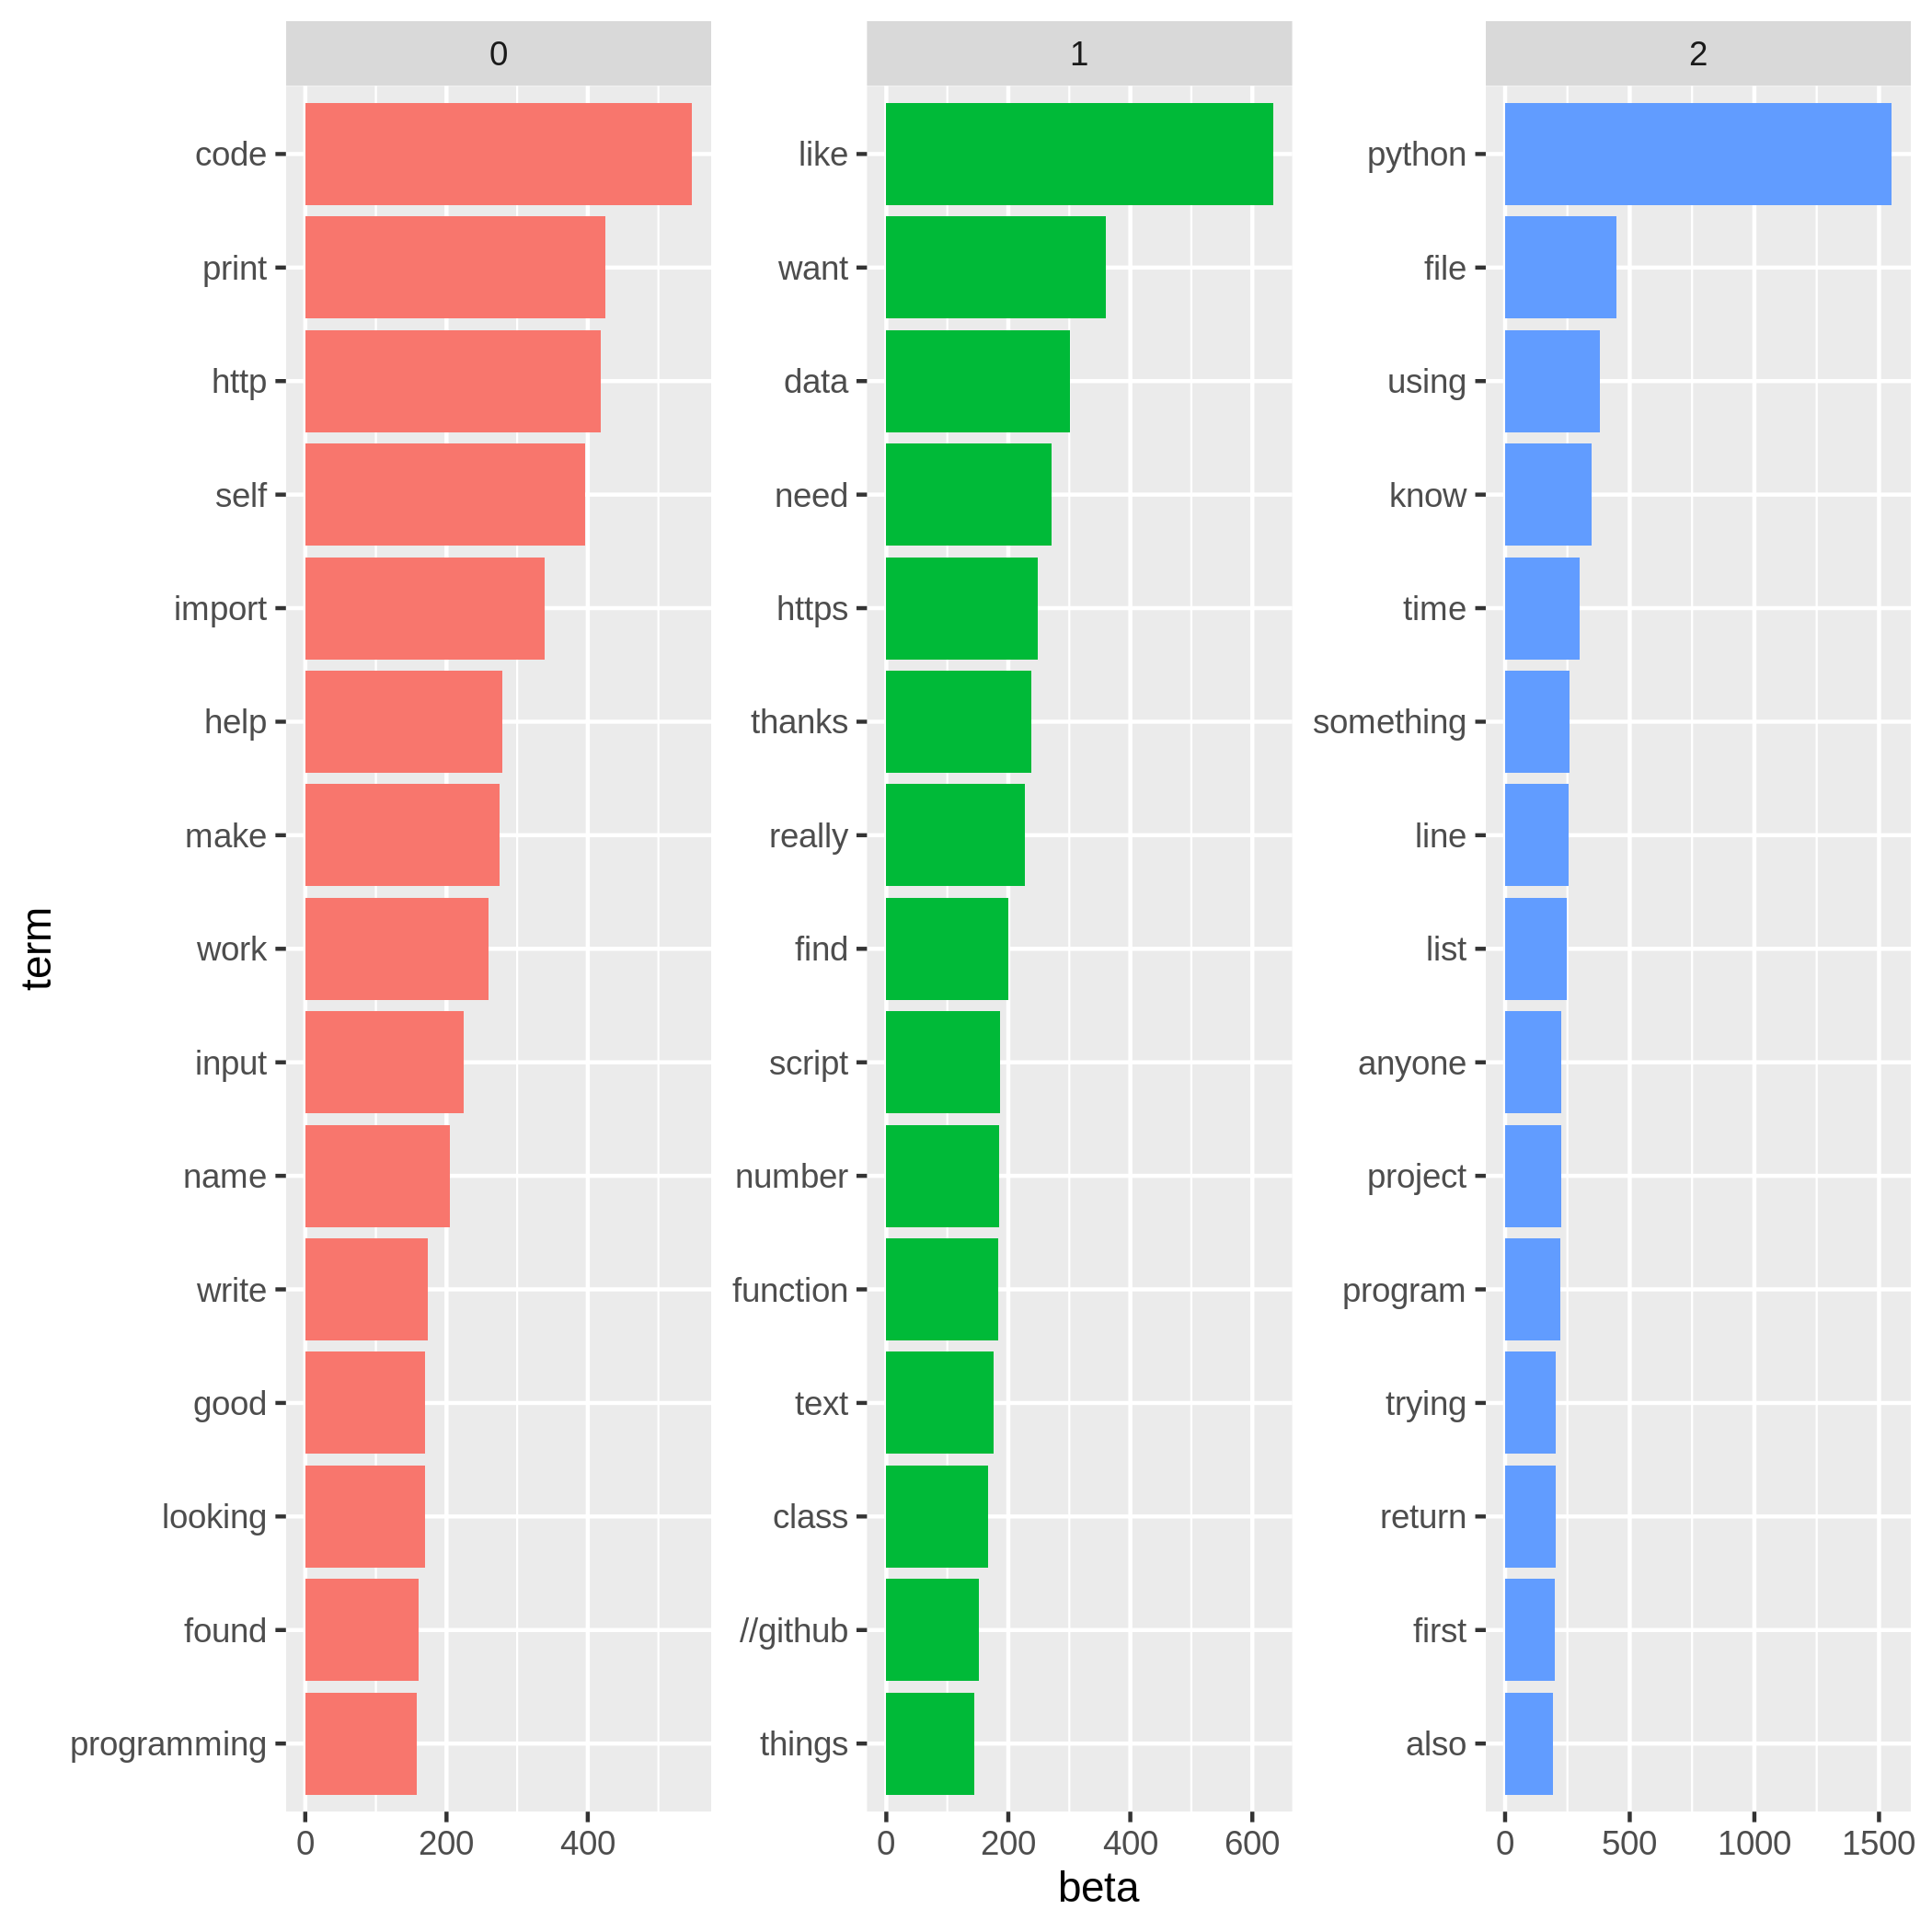 0
1
2
term
code
print
http
self
import
help
make
work
input
name
write
good
looking
found
programming
like
want
data
need
https
thanks
really
find
script
number
function
text
class
//github
things
python
file
using
know
time
something
line
list
anyone
project
program
trying
return
first
also
0 200 400
0 200 400 600
0 500 1000 1500
beta